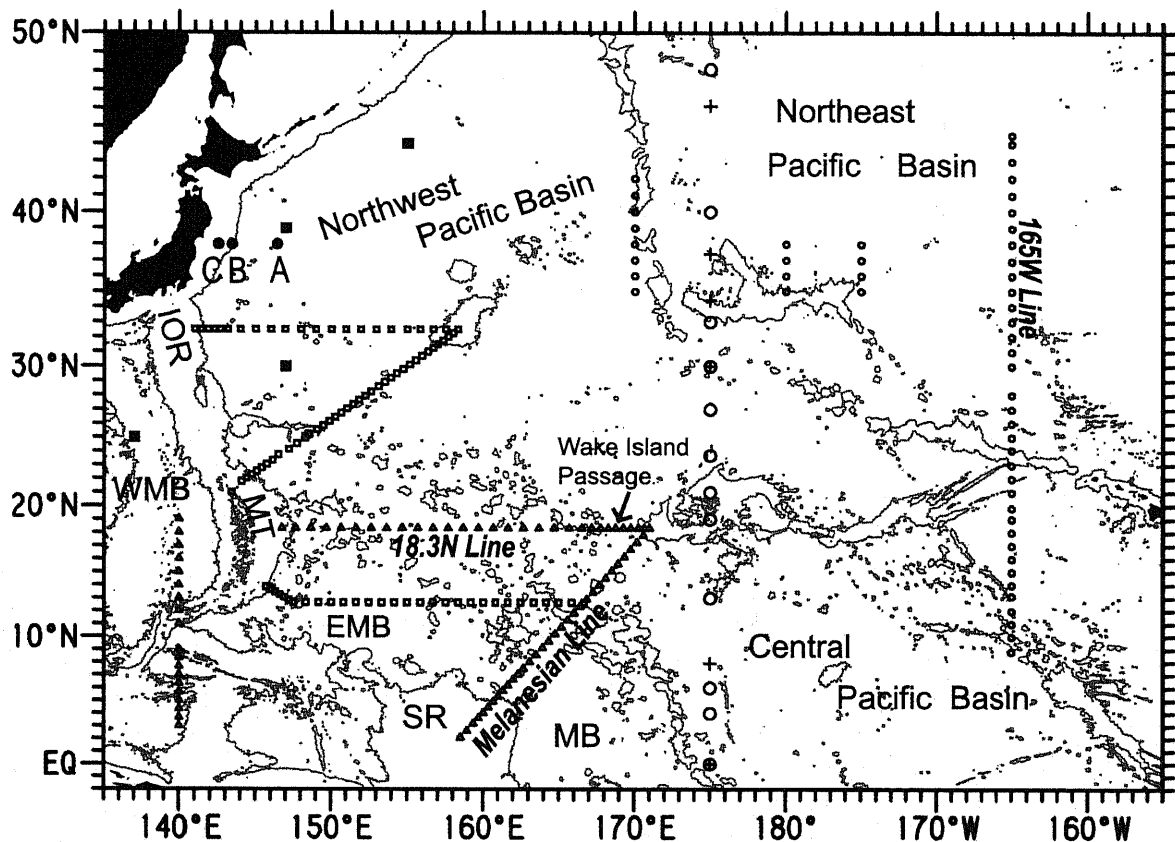 50°N
Northeast
Pacific Basin
Northwest
Pacific Basin
40°N
C B A
165W Line
IOR
30°N
Wake Island
Passage
WMB
20°N
MT
18.3N Line
EMB
10°N
Melanesian Line
Central
Pacific Basin
SR
MB
EQ
140°E 150°E 160°E 170°E 180° 170°W 160°W